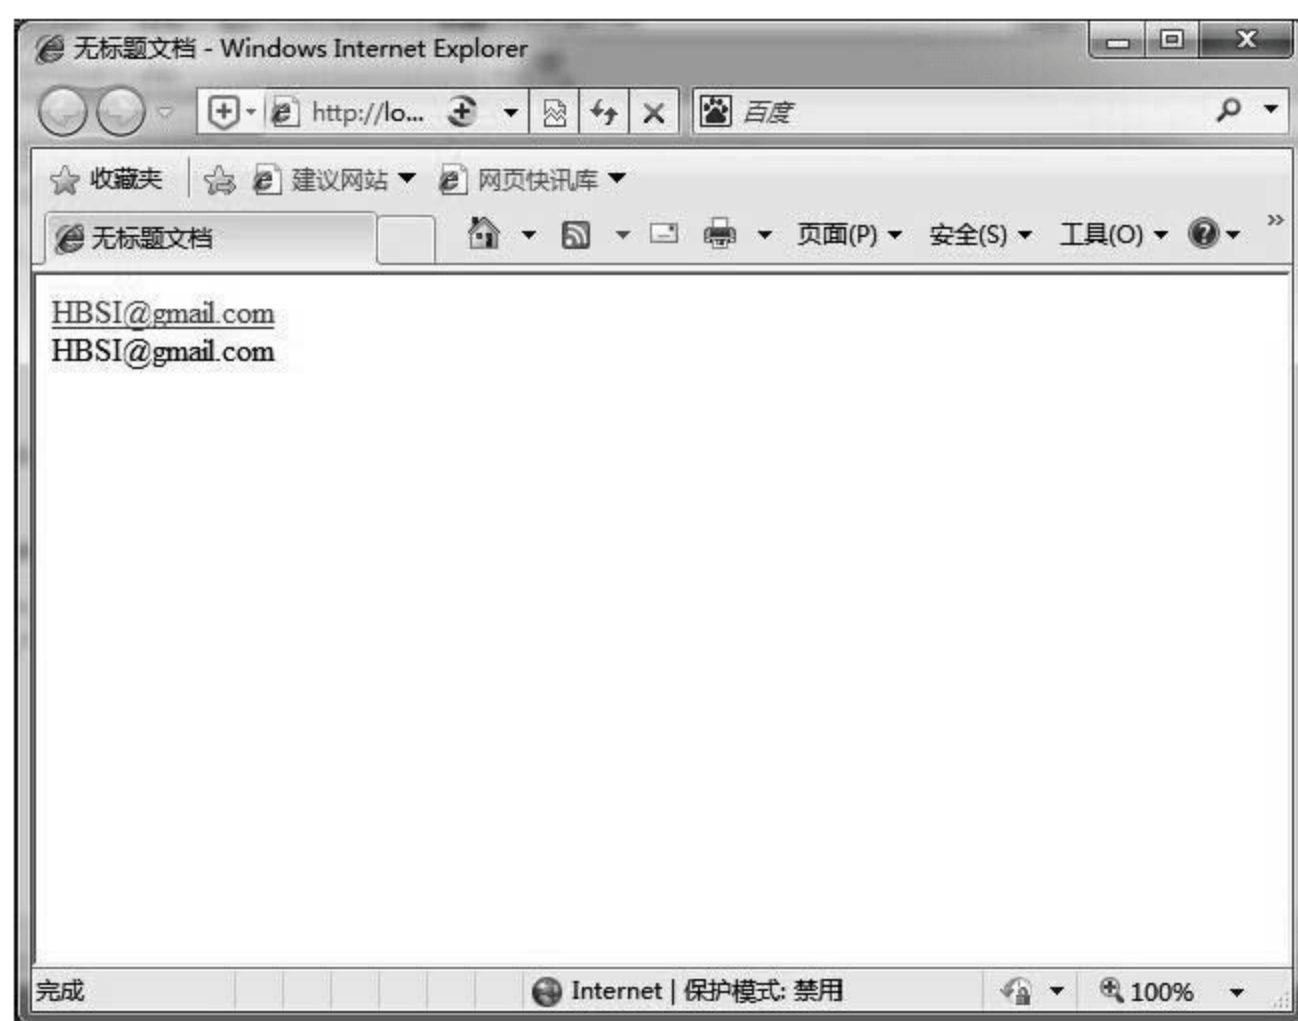 无标题文档 - Windows Internet Explorer
http://lo... 百度
收藏夹 建议网站 网页快讯库
无标题文档 页面(P) 安全(S) 工具(O) »
HBSI@gmail.com
HBSI@gmail.com
完成 Internet | 保护模式: 禁用 100%